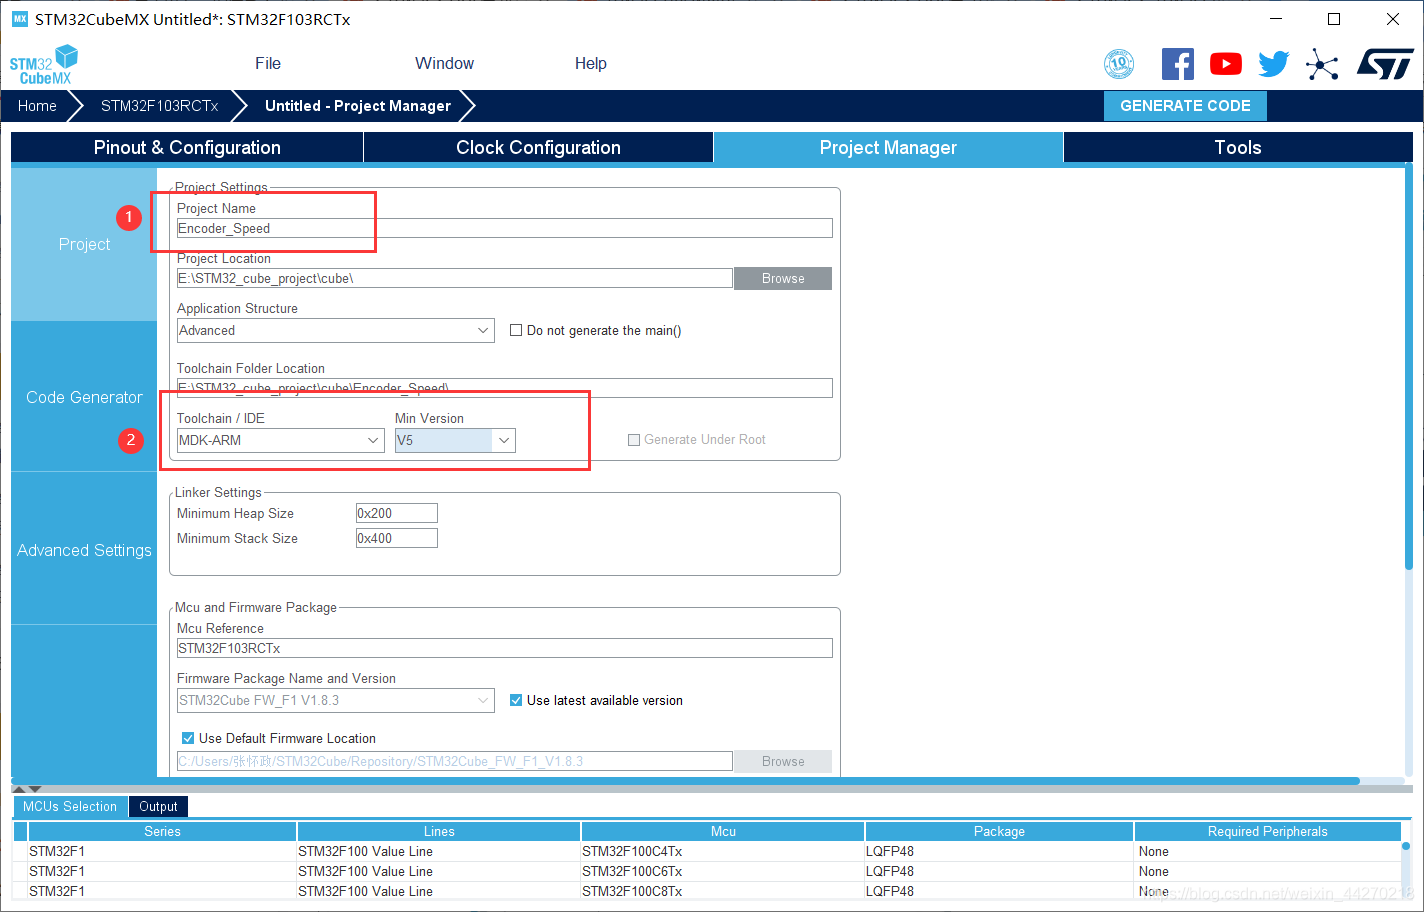 MX STM32CubeMX Untitled*: STM32F103RCTx
STM32 CubeMX
File Window Help
10
Home STM32F103RCTx Untitled - Project Manager GENERATE CODE
Pinout & Configuration Clock Configuration Project Manager Tools
Project
Code Generator
Advanced Settings
Project Settings
1
Project Name
Encoder_Speed
Project Location
E:\STM32_cube_project\cube\ Browse
Application Structure
Advanced Do not generate the main()
Toolchain Folder Location
E:\STM32_cube_project\cube\Encoder_Speed\
Toolchain / IDE Min Version
2
MDK-ARM V5 Generate Under Root
Linker Settings
Minimum Heap Size 0x200
Minimum Stack Size 0x400
Mcu and Firmware Package
Mcu Reference
STM32F103RCTx
Firmware Package Name and Version
STM32Cube FW_F1 V1.8.3 Use latest available version
Use Default Firmware Location
C:/Users/张怀政/STM32Cube/Repository/STM32Cube_FW_F1_V1.8.3 Browse
MCUs Selection Output
Series Lines Mcu Package Required Peripherals
STM32F1 STM32F100 Value Line STM32F100C4Tx LQFP48 None
STM32F1 STM32F100 Value Line STM32F100C6Tx LQFP48 None
STM32F1 STM32F100 Value Line STM32F100C8Tx LQFP48 None
https://blog.csdn.net/weixin_44270218